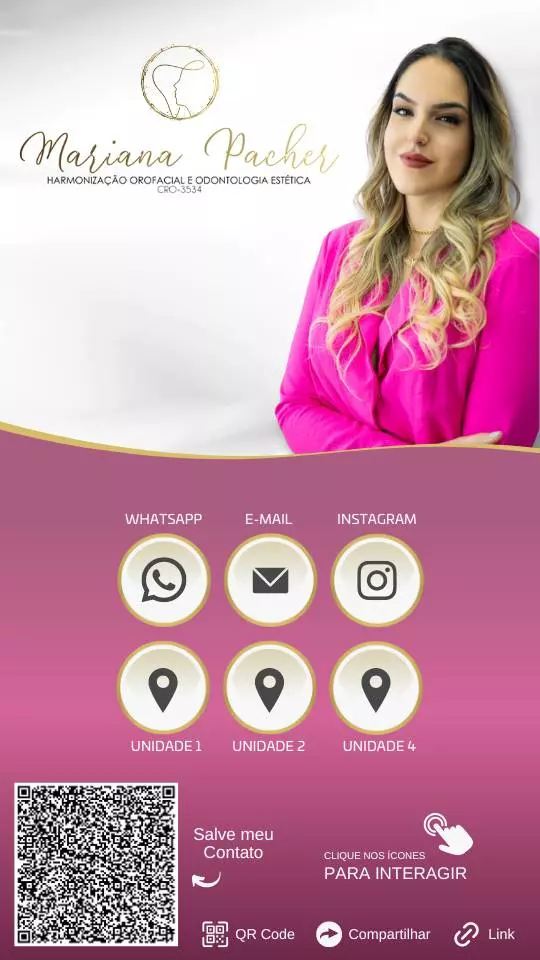 Mariana Pacher
HARMONIZAÇÃO OROFACIAL E ODONTOLOGIA ESTÉTICA
CRO-3534
WHATSAPP E-MAIL INSTAGRAM
UNIDADE 1 UNIDADE 2 UNIDADE 4
Salve meu
Contato
CLIQUE NOS ÍCONES
PARA INTERAGIR
QR Code Compartilhar Link